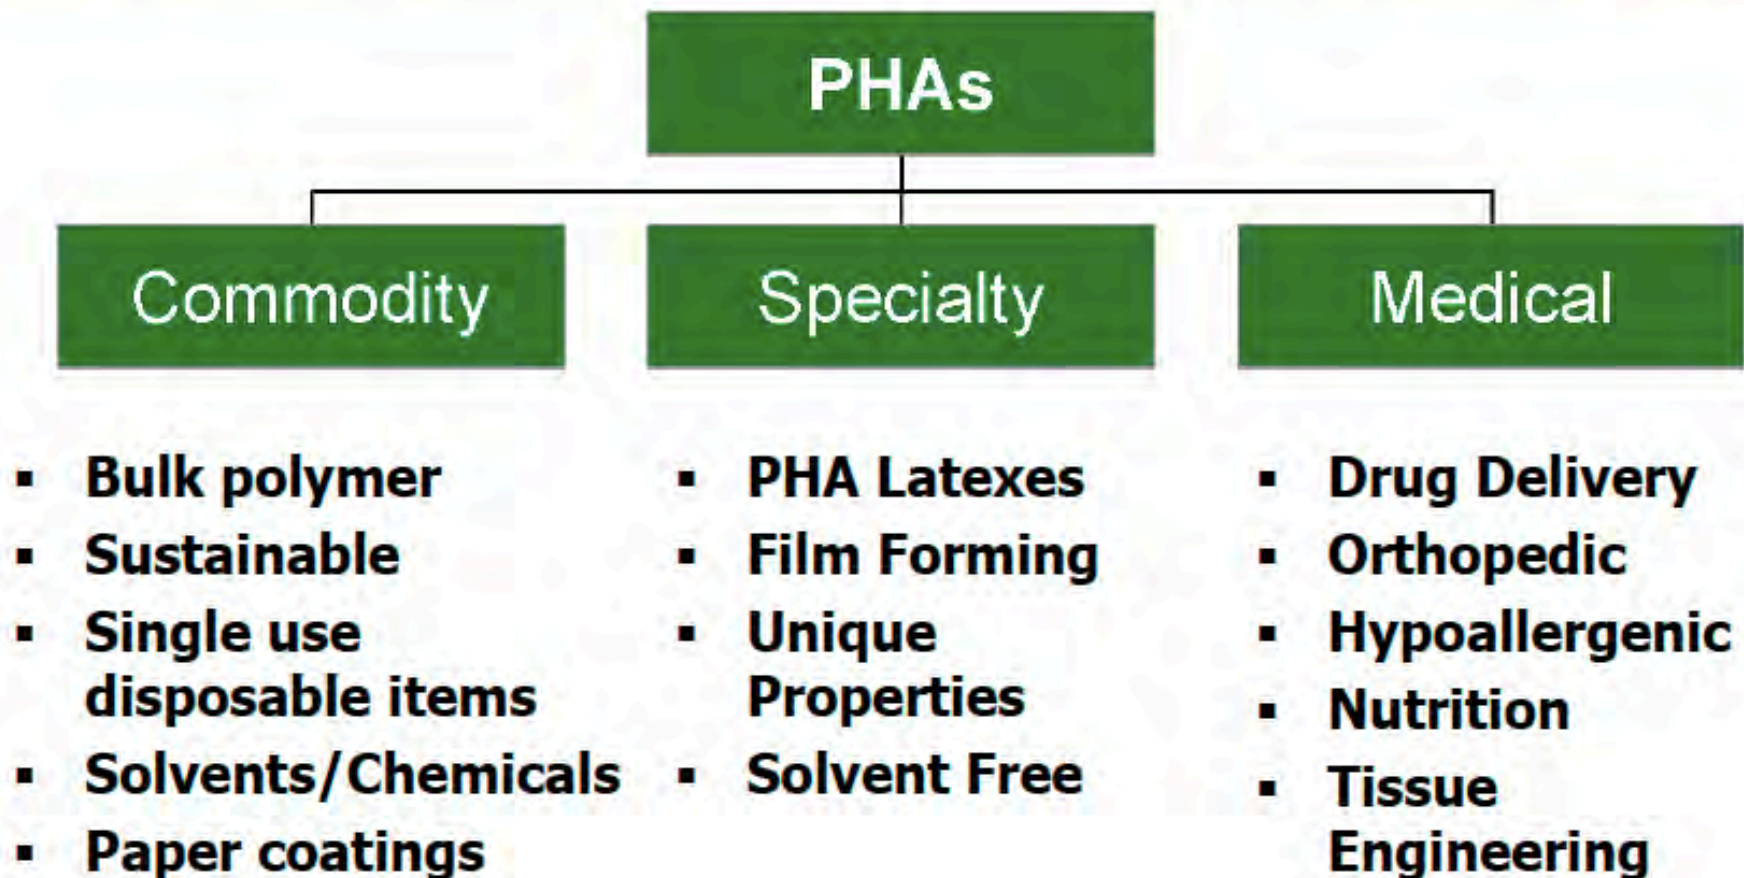 PHAs
Commodity
Specialty
Medical
▪ Bulk polymer
▪ Sustainable
▪ Single use
disposable items
▪ Solvents/Chemicals
▪ Paper coatings
▪ PHA Latexes
▪ Film Forming
▪ Unique
Properties
▪ Solvent Free
▪ Drug Delivery
▪ Orthopedic
▪ Hypoallergenic
▪ Nutrition
▪ Tissue
Engineering